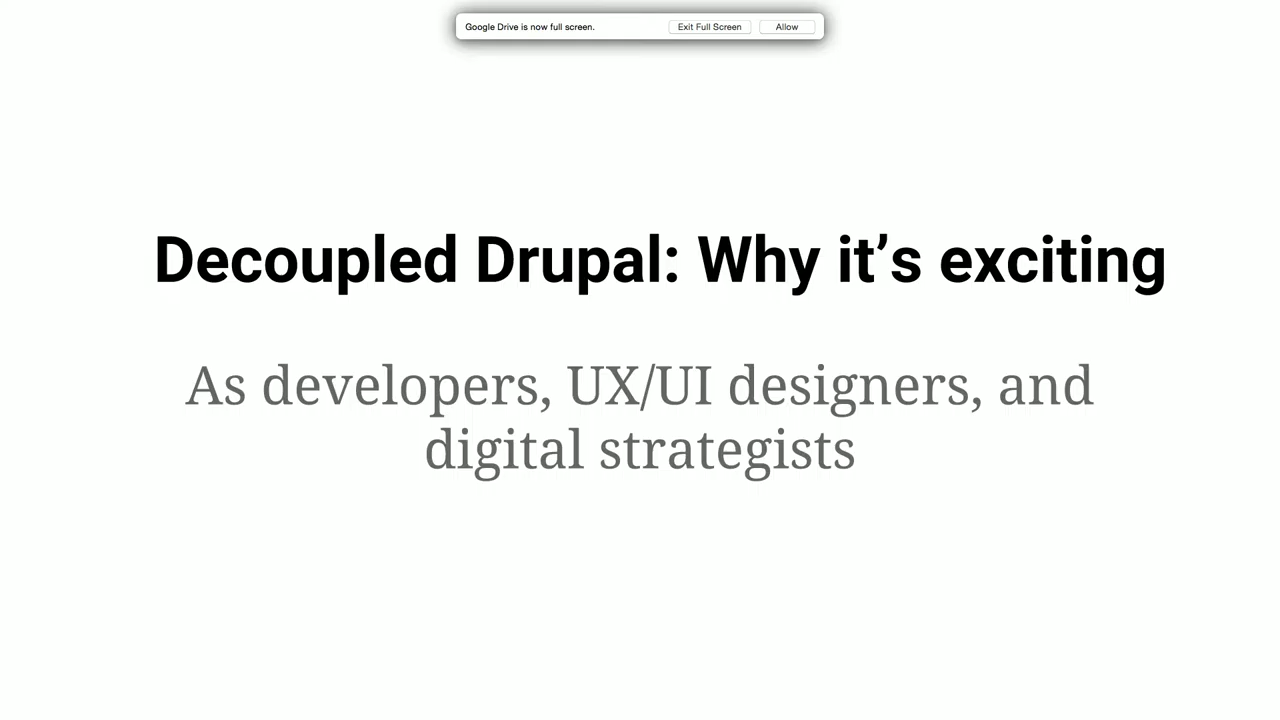 Google Drive is now full screen. Exit Full Screen Allow
Decoupled Drupal: Why it’s exciting
As developers, UX/UI designers, and
digital strategists